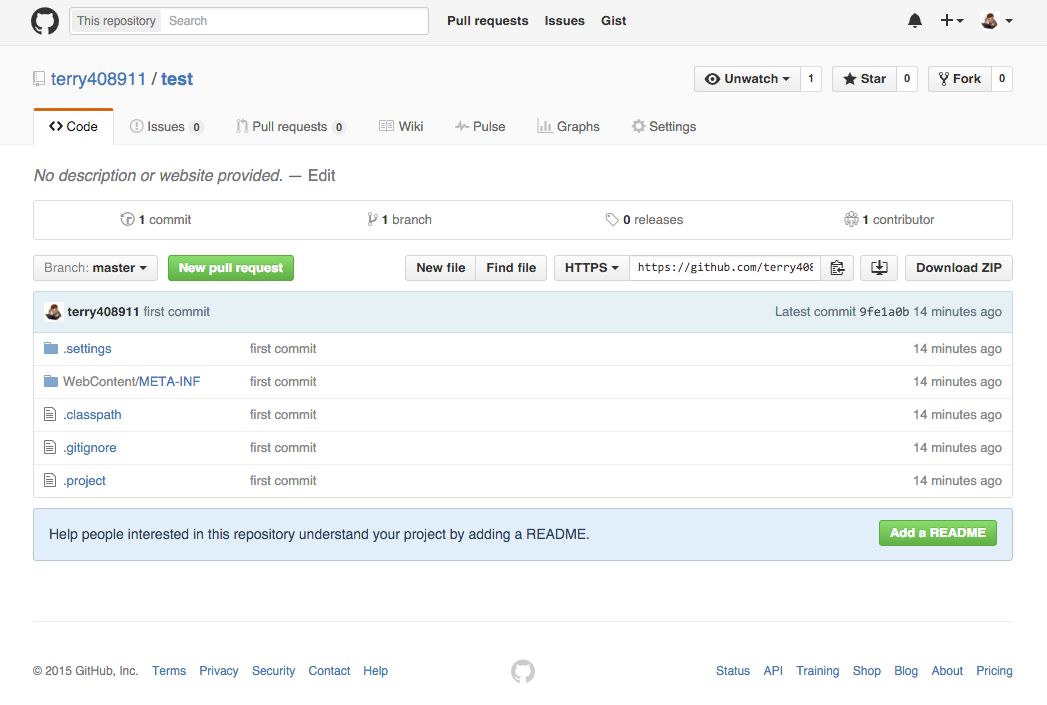 This repository Search Pull requests Issues Gist
terry408911 / test Unwatch 1 Star 0 Fork 0
Code Issues 0 Pull requests 0 Wiki Pulse Graphs Settings
No description or website provided. — Edit
1 commit 1 branch 0 releases 1 contributor
Branch: master New pull request New file Find file HTTPS https://github.com/terry408 Download ZIP
terry408911 first commit Latest commit 9fe1a0b 14 minutes ago
.settings first commit 14 minutes ago
WebContent/META-INF first commit 14 minutes ago
.classpath first commit 14 minutes ago
.gitignore first commit 14 minutes ago
.project first commit 14 minutes ago
Help people interested in this repository understand your project by adding a README. Add a README
© 2015 GitHub, Inc. Terms Privacy Security Contact Help Status API Training Shop Blog About Pricing